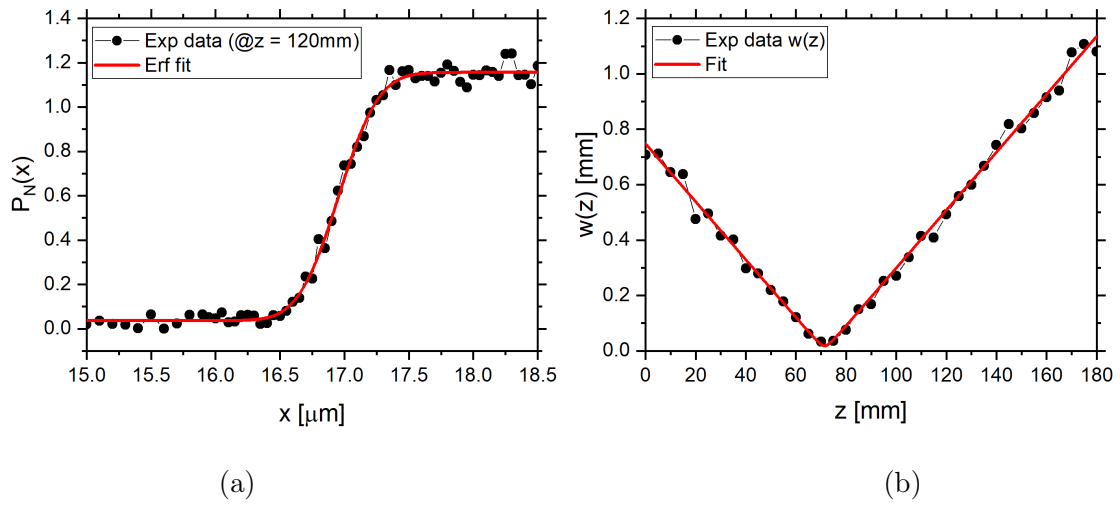 Exp data (@z = 120mm)
Erf fit
P_N(x)
1.4
1.2
1.0
0.8
0.6
0.4
0.2
0.0
15.0 15.5 16.0 16.5 17.0 17.5 18.0 18.5
x [μm]
(a)
Exp data w(z)
Fit
w(z) [mm]
1.2
1.0
0.8
0.6
0.4
0.2
0.0
0 20 40 60 80 100 120 140 160 180
z [mm]
(b)